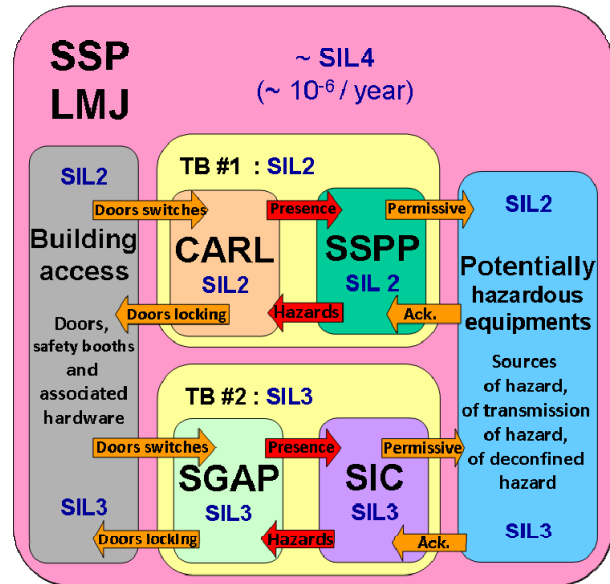 SSP
LMJ
~ SIL4
(~ 10⁻⁶ / year)
SIL2
Building
access
Doors,
safety booths
and
associated
hardware
SIL3
TB #1 : SIL2
Doors switches
CARL
SIL2
Presence
SSPP
SIL 2
Permissive
Doors locking
Hazards
Ack.
TB #2 : SIL3
Doors switches
SGAP
SIL3
Presence
SIC
SIL3
Permissive
Doors locking
Hazards
Ack.
SIL2
Potentially
hazardous
equipments
Sources
of hazard,
of transmission
of hazard,
of deconfined
hazard
SIL3